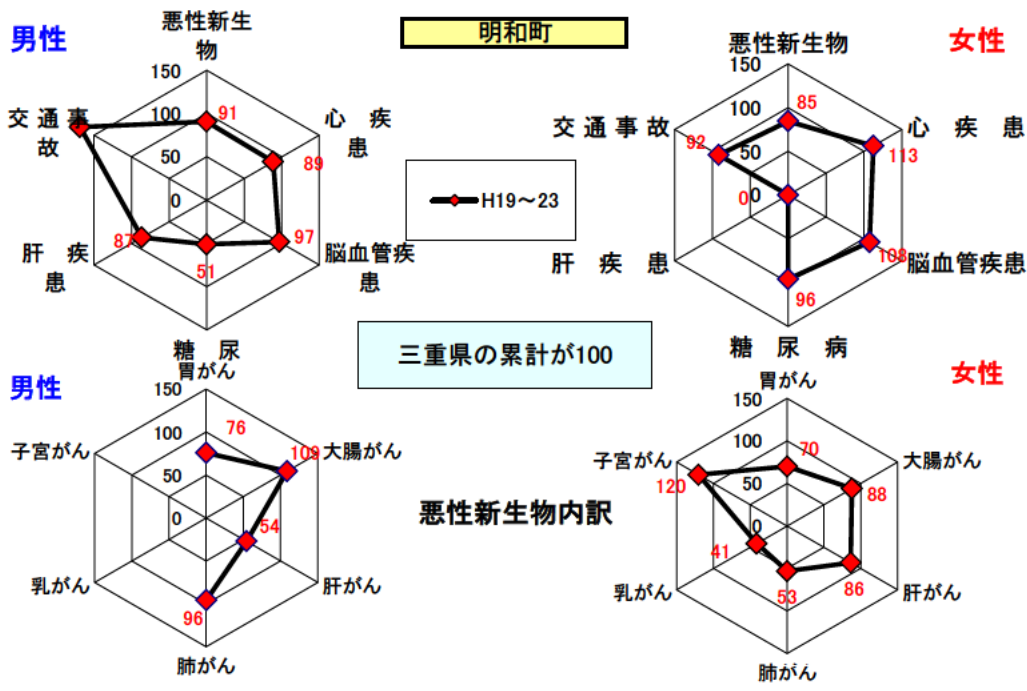 男性
明和町
女性
悪性新生
物
150
100
50
0
交通事
故
心疾
患
肝疾
患
脳血管疾
患
糖尿
91
89
97
51
87
H19～23
悪性新生物
150
100
50
0
交通事故
心疾患
肝疾患
脳血管疾患
糖尿病
85
113
108
96
0
92
三重県の累計が100
男性
女性
胃がん
150
100
50
0
子宮がん
大腸がん
乳がん
肝がん
肺がん
76
109
54
96
悪性新生物内訳
胃がん
150
100
50
0
子宮がん
大腸がん
乳がん
肝がん
肺がん
70
88
86
53
41
120